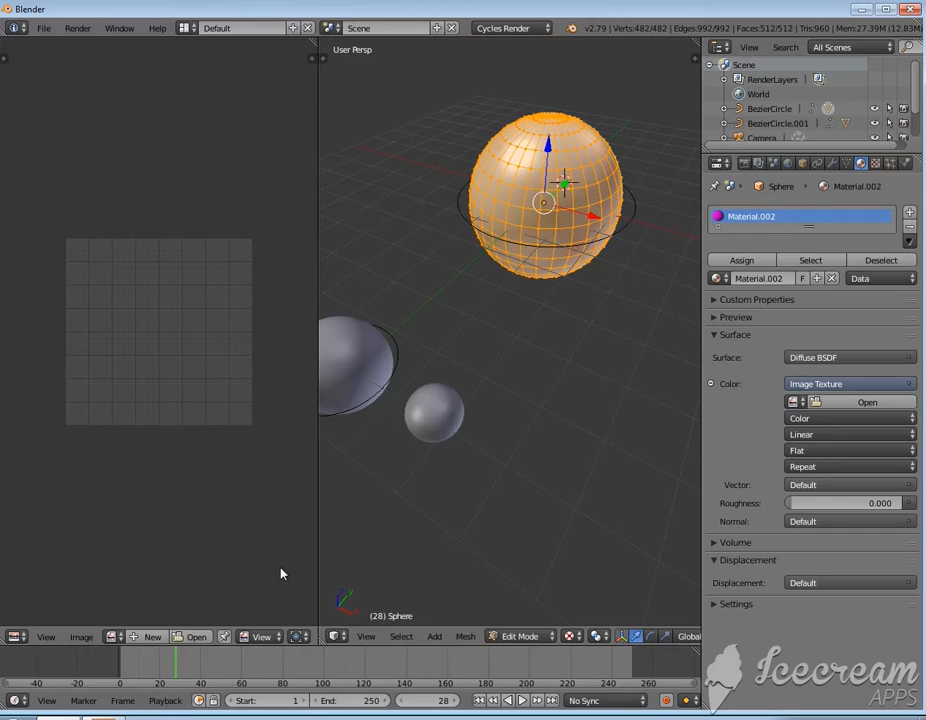 Blender
File Render Window Help Default Scene Cycles Render v2.79 | Verts:482/482 | Edges:992/992 | Faces:512/512 | Tris:960 | Mem:27.39M (12.83M)
User Persp
View Search All Scenes
Scene
RenderLayers
World
BezierCircle
BezierCircle.001
Camera
Sphere Material.002
Material.002
Assign Select Deselect
Material.002 F Data
Custom Properties
Preview
Surface
Surface: Diffuse BSDF
Color: Image Texture
Open
Color
Linear
Flat
Repeat
Vector: Default
Roughness: 0.000
Normal: Default
Volume
Displacement
Displacement: Default
Settings
(28) Sphere
View Image New Open View View Select Add Mesh Edit Mode Global
-40 -20 0 20 40 60 80 100 120 140 160 180 200 220 240 260
View Marker Frame Playback Start: 1 End: 250 28 No Sync
Icecream
APPS